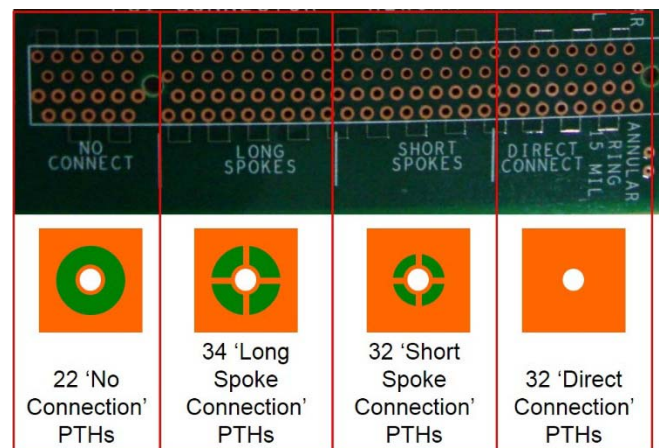 CONNECTOR
NO
CONNECT
LONG
SPOKES
SHORT
SPOKES
DIRECT
CONNECT
ANNULAR
RING
MIL
22 ‘No
Connection’
PTHs
34 ‘Long
Spoke
Connection’
PTHs
32 ‘Short
Spoke
Connection’
PTHs
32 ‘Direct
Connection’
PTHs